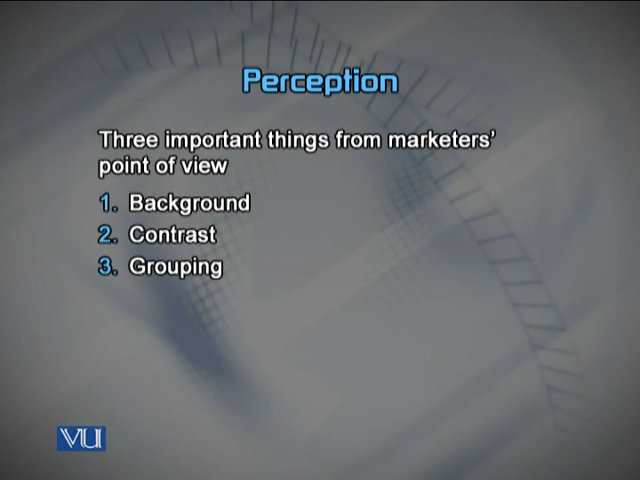 Perception
Three important things from marketers'
point of view
1. Background
2. Contrast
3. Grouping
VU